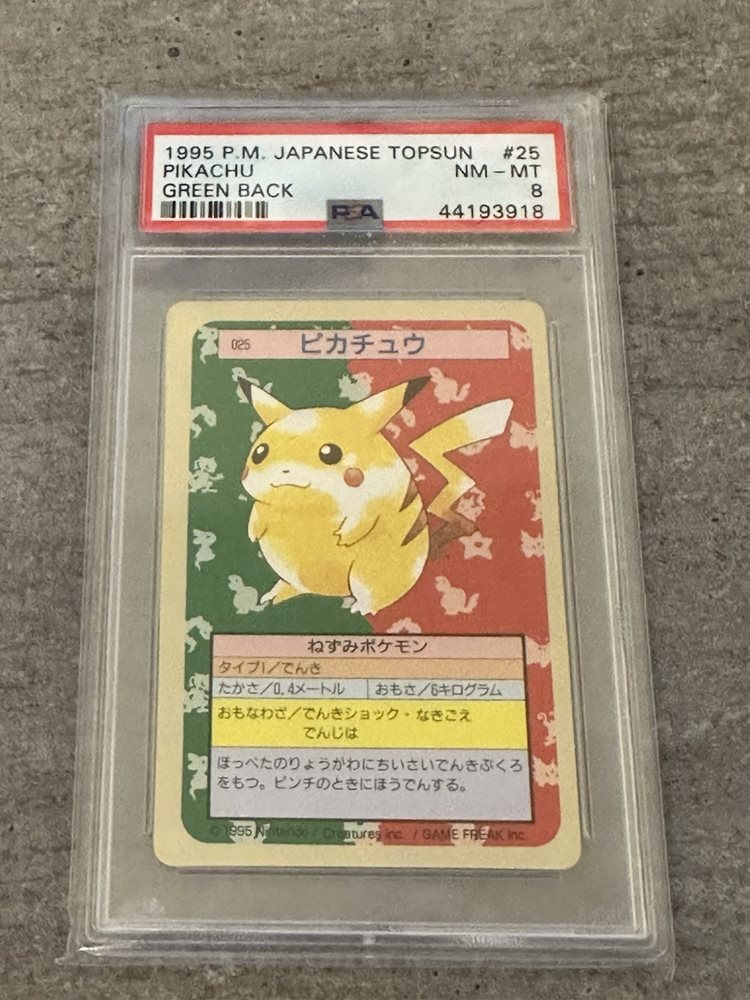 1995 P.M. JAPANESE TOPSUN #25
PIKACHU NM-MT
GREEN BACK 8
PSA 44193918
025 ピカチュウ
ねずみポケモン
タイプ1/でんき
たかさ/0.4メートル おもさ/6キログラム
おもなわざ/でんきショック・なきごえ
でんじは
ほっぺたのりょうがわにちいさいでんきぶくろ
をもつ。ピンチのときにほうでんする。
© 1995 Nintendo / Creatures inc. / GAME FREAK inc.